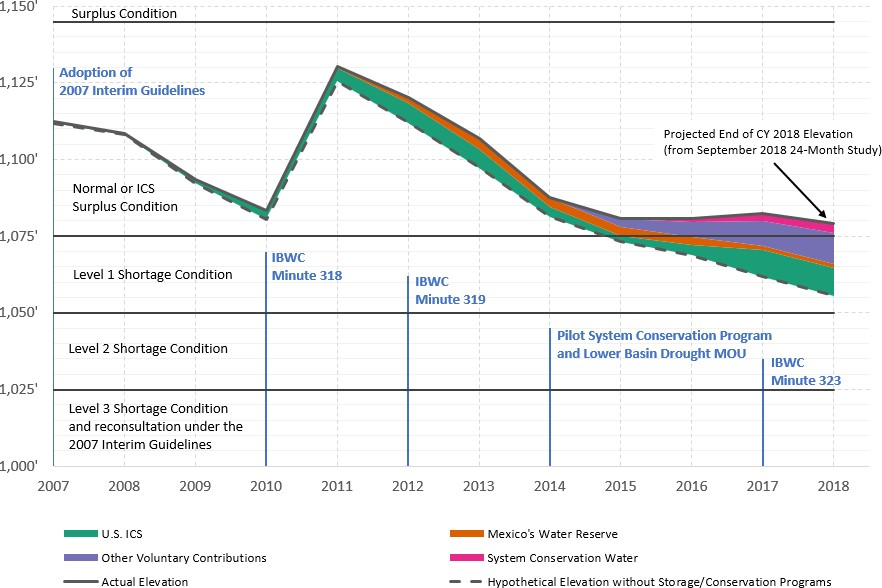 1,150'
Surplus Condition
1,125'
Adoption of
2007 Interim Guidelines
1,100'
Projected End of CY 2018 Elevation
(from September 2018 24-Month Study)
Normal or ICS
Surplus Condition
1,075'
Level 1 Shortage Condition
IBWC
Minute 318
IBWC
Minute 319
1,050'
Level 2 Shortage Condition
Pilot System Conservation Program
and Lower Basin Drought MOU
IBWC
Minute 323
1,025'
Level 3 Shortage Condition
and reconsultation under the
2007 Interim Guidelines
1,000'
2007 2008 2009 2010 2011 2012 2013 2014 2015 2016 2017 2018
U.S. ICS
Mexico's Water Reserve
Other Voluntary Contributions
System Conservation Water
Actual Elevation
Hypothetical Elevation without Storage/Conservation Programs